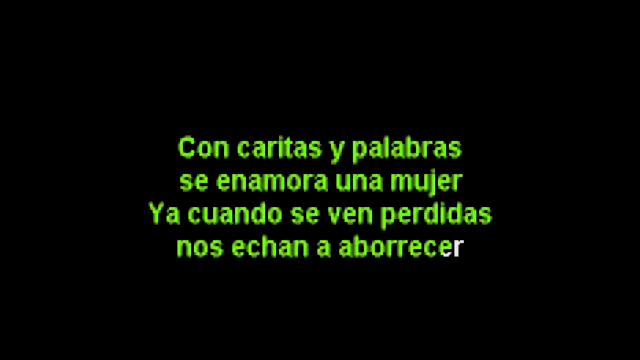 Con caritas y palabras
se enamora una mujer
Ya cuando se ven perdidas
nos echan a aborrecer